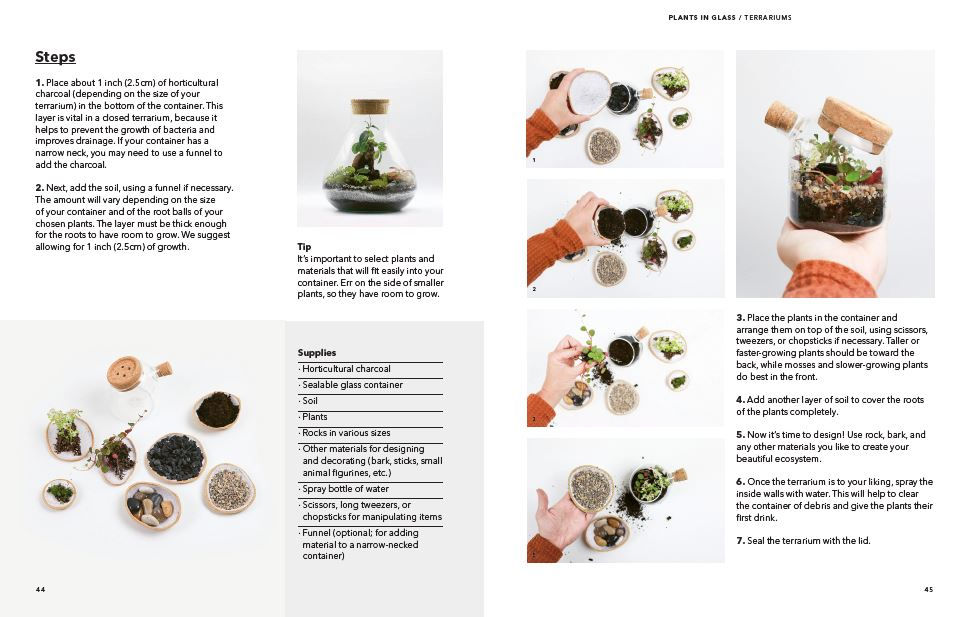 PLANTS IN GLASS / TERRARIUMS
Steps
1. Place about 1 inch (2.5cm) of horticultural
charcoal (depending on the size of your
terrarium) in the bottom of the container. This
layer is vital in a closed terrarium, because it
helps to prevent the growth of bacteria and
improves drainage. If your container has a
narrow neck, you may need to use a funnel to
add the charcoal.
2. Next, add the soil, using a funnel if necessary.
The amount will vary depending on the size
of your container and of the root balls of your
chosen plants. The layer must be thick enough
for the roots to have room to grow. We suggest
allowing for 1 inch (2.5cm) of growth.
Tip
It's important to select plants and
materials that will fit easily into your
container. Err on the side of smaller
plants, so they have room to grow.
Supplies
· Horticultural charcoal
· Sealable glass container
· Soil
· Plants
· Rocks in various sizes
· Other materials for designing
and decorating (bark, sticks, small
animal figurines, etc.)
· Spray bottle of water
· Scissors, long tweezers, or
chopsticks for manipulating items
· Funnel (optional; for adding
material to a narrow-necked
container)
44
1
2
3
3. Place the plants in the container and
arrange them on top of the soil, using scissors,
tweezers, or chopsticks if necessary. Taller or
faster-growing plants should be toward the
back, while mosses and slower-growing plants
do best in the front.
4. Add another layer of soil to cover the roots
of the plants completely.
5. Now it's time to design! Use rock, bark, and
any other materials you like to create your
beautiful ecosystem.
6. Once the terrarium is to your liking, spray the
inside walls with water. This will help to clear
the container of debris and give the plants their
first drink.
7. Seal the terrarium with the lid.
45